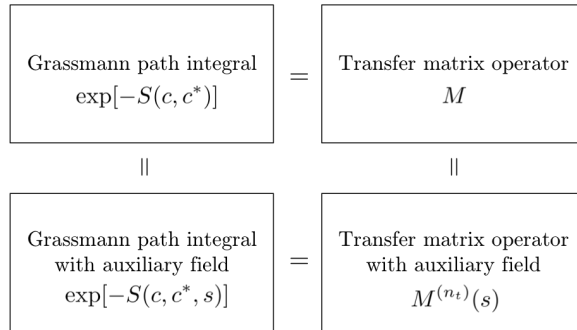 Grassmann path integral
exp[−S(c, c*)]
=
Transfer matrix operator
M
||
||
Grassmann path integral
with auxiliary field
exp[−S(c, c*, s)]
=
Transfer matrix operator
with auxiliary field
M^{(n_t)}(s)